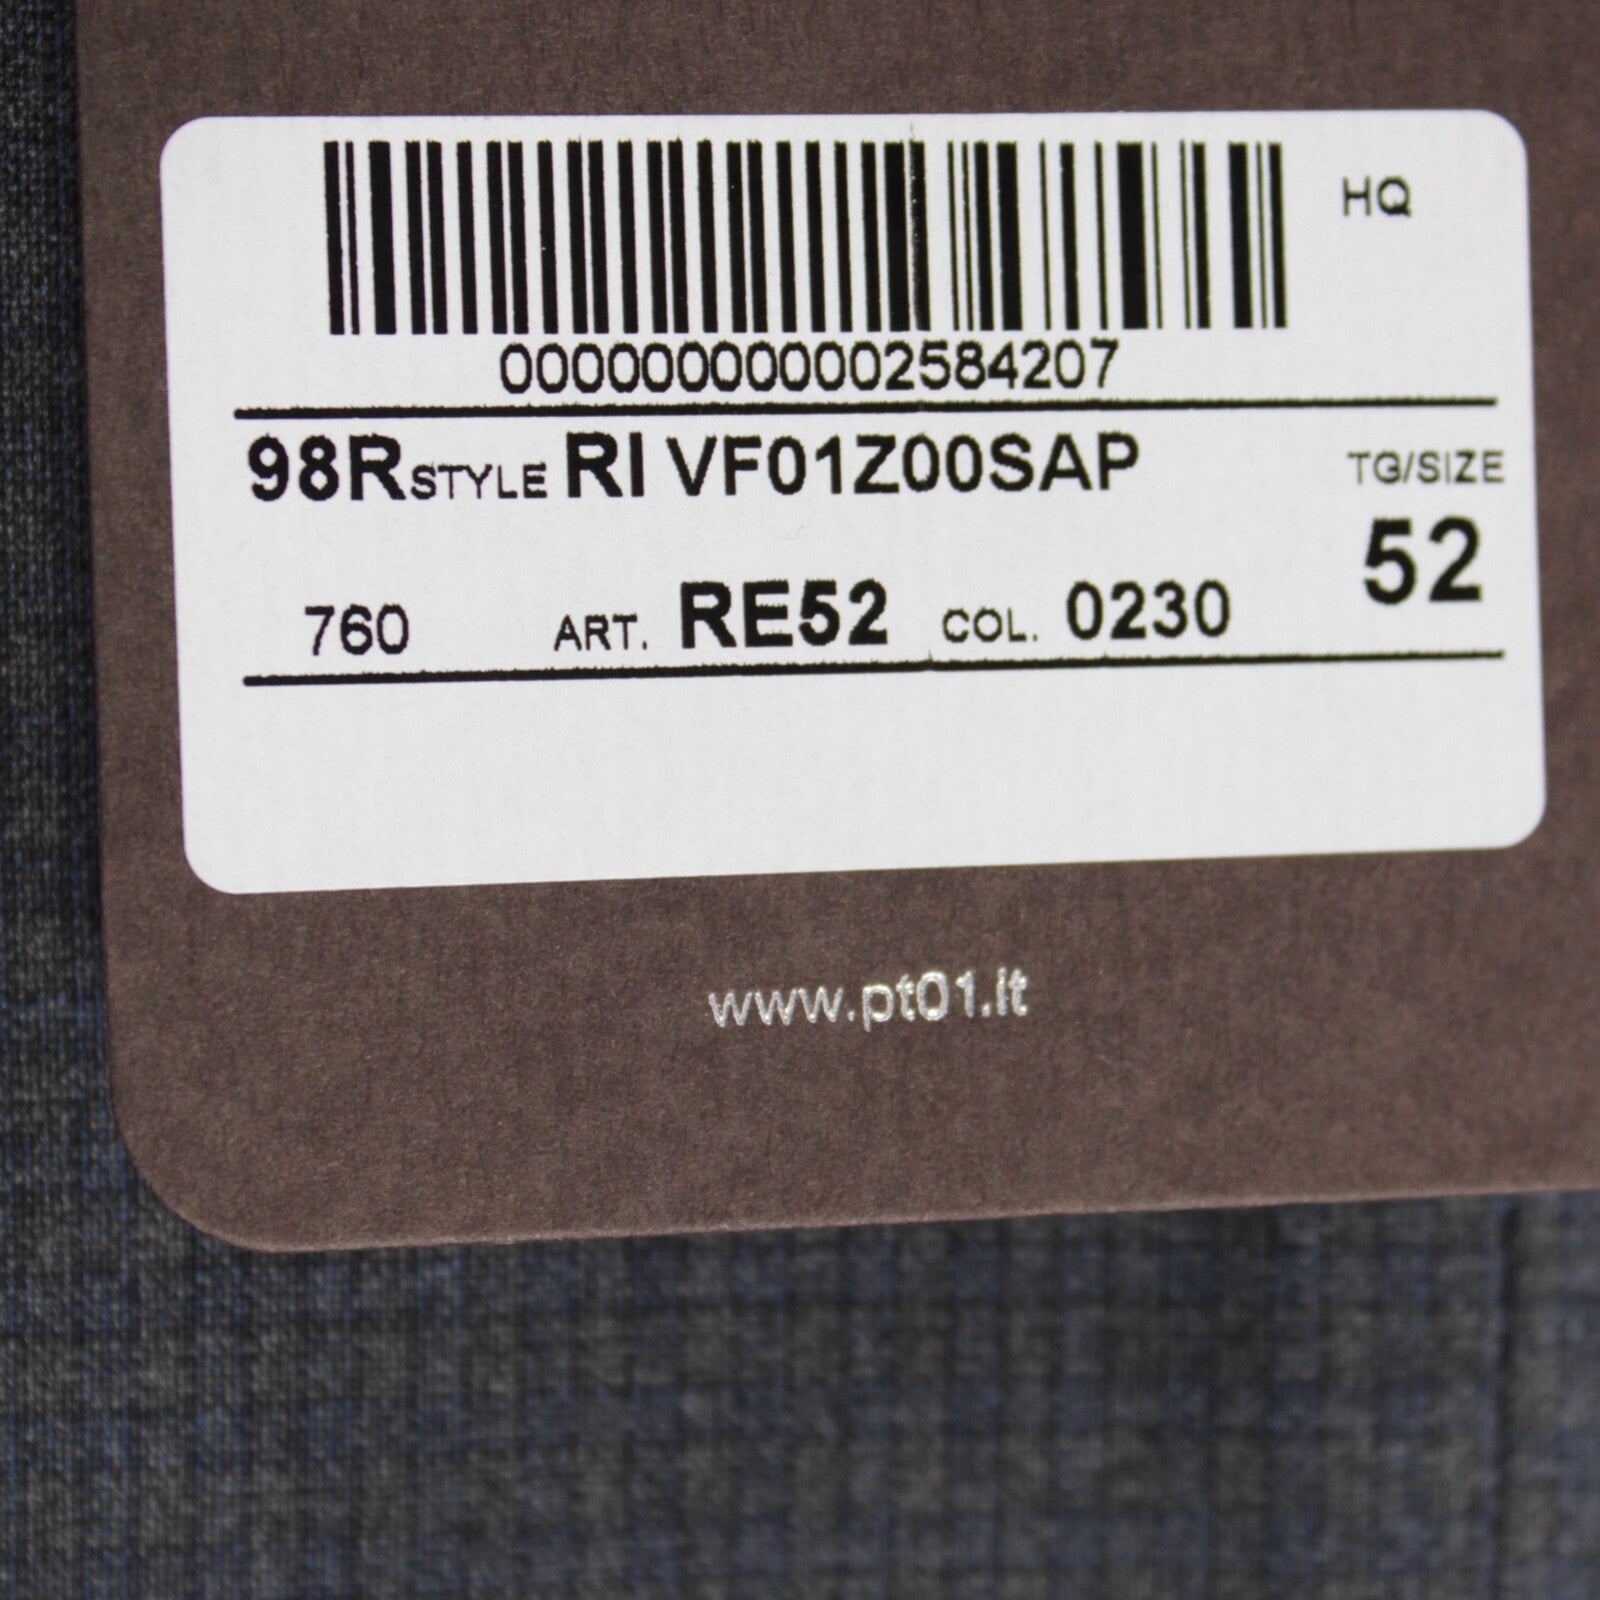 HQ
000000000002584207
98R STYLE RI VF01Z00SAP
TG/SIZE
52
760 ART. RE52 COL. 0230
www.pt01.it